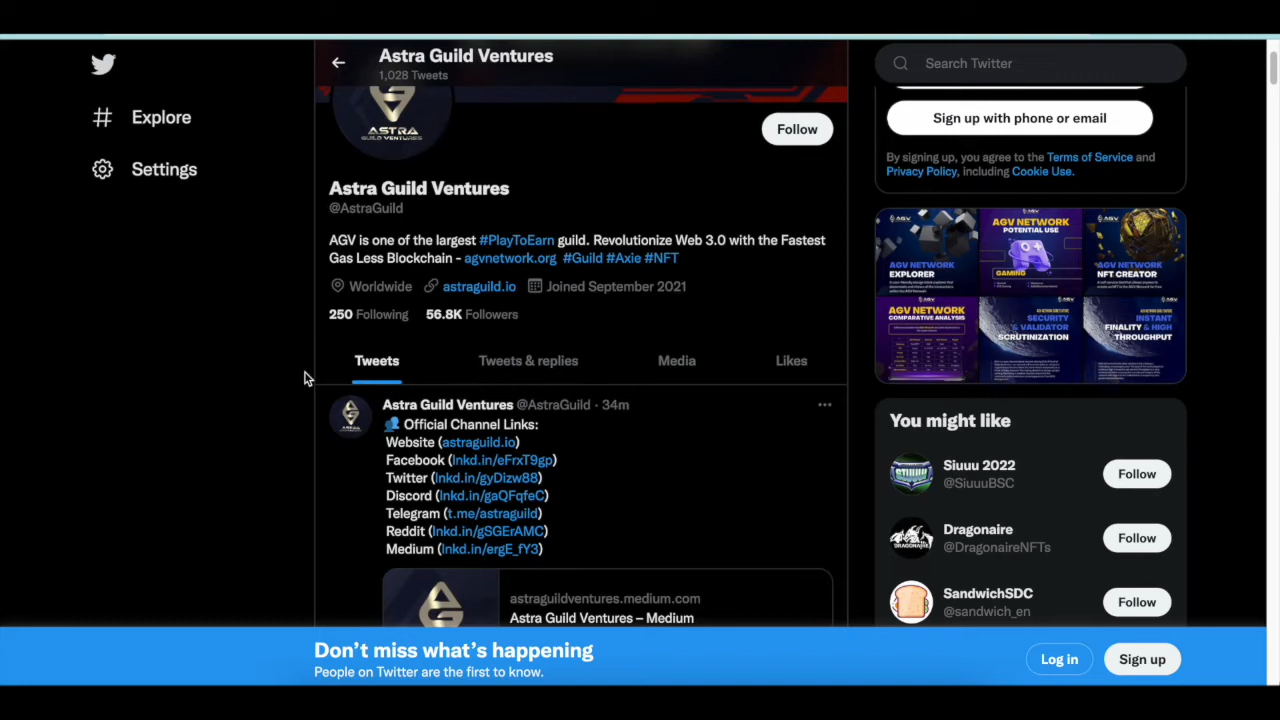 Explore
Settings
Astra Guild Ventures
1,028 Tweets
ASTRA
GUILD VENTURES
Follow
Astra Guild Ventures
@AstraGuild
AGV is one of the largest #PlayToEarn guild. Revolutionize Web 3.0 with the Fastest
Gas Less Blockchain - agvnetwork.org #Guild #Axie #NFT
Worldwide astraguild.io Joined September 2021
250 Following 56.8K Followers
Tweets Tweets & replies Media Likes
Astra Guild Ventures @AstraGuild · 34m
Official Channel Links:
Website (astraguild.io)
Facebook (lnkd.in/eFrxT9gp)
Twitter (lnkd.in/gyDizw88)
Discord (lnkd.in/gaQFqfeC)
Telegram (t.me/astraguild)
Reddit (lnkd.in/gSGErAMC)
Medium (lnkd.in/ergE_fY3)
astraguildventures.medium.com
Astra Guild Ventures – Medium
Search Twitter
Sign up with phone or email
By signing up, you agree to the Terms of Service and
Privacy Policy, including Cookie Use.
AGV NETWORK
EXPLORER
AGV NETWORK
POTENTIAL USE
GAMING
AGV NETWORK
NFT CREATOR
AGV NETWORK
COMPARATIVE ANALYSIS
SECURITY
& VALIDATOR
SCRUTINIZATION
INSTANT
FINALITY & HIGH
THROUGHPUT
You might like
Siuuu 2022
@SiuuuBSC
Follow
Dragonaire
@DragonaireNFTs
Follow
SandwichSDC
@sandwich_en
Follow
Don't miss what's happening
People on Twitter are the first to know.
Log in
Sign up